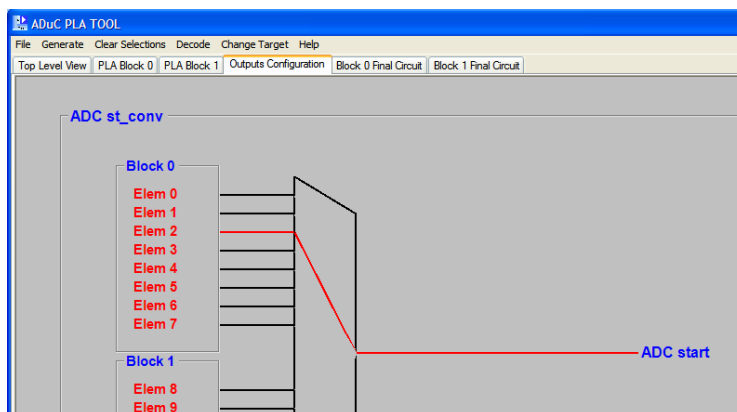 ADuC PLA TOOL
File Generate Clear Selections Decode Change Target Help
Top Level View PLA Block 0 PLA Block 1 Outputs Configuration Block 0 Final Circuit Block 1 Final Circuit
ADC st_conv
Block 0
Elem 0
Elem 1
Elem 2
Elem 3
Elem 4
Elem 5
Elem 6
Elem 7
ADC start
Block 1
Elem 8
Elem 9